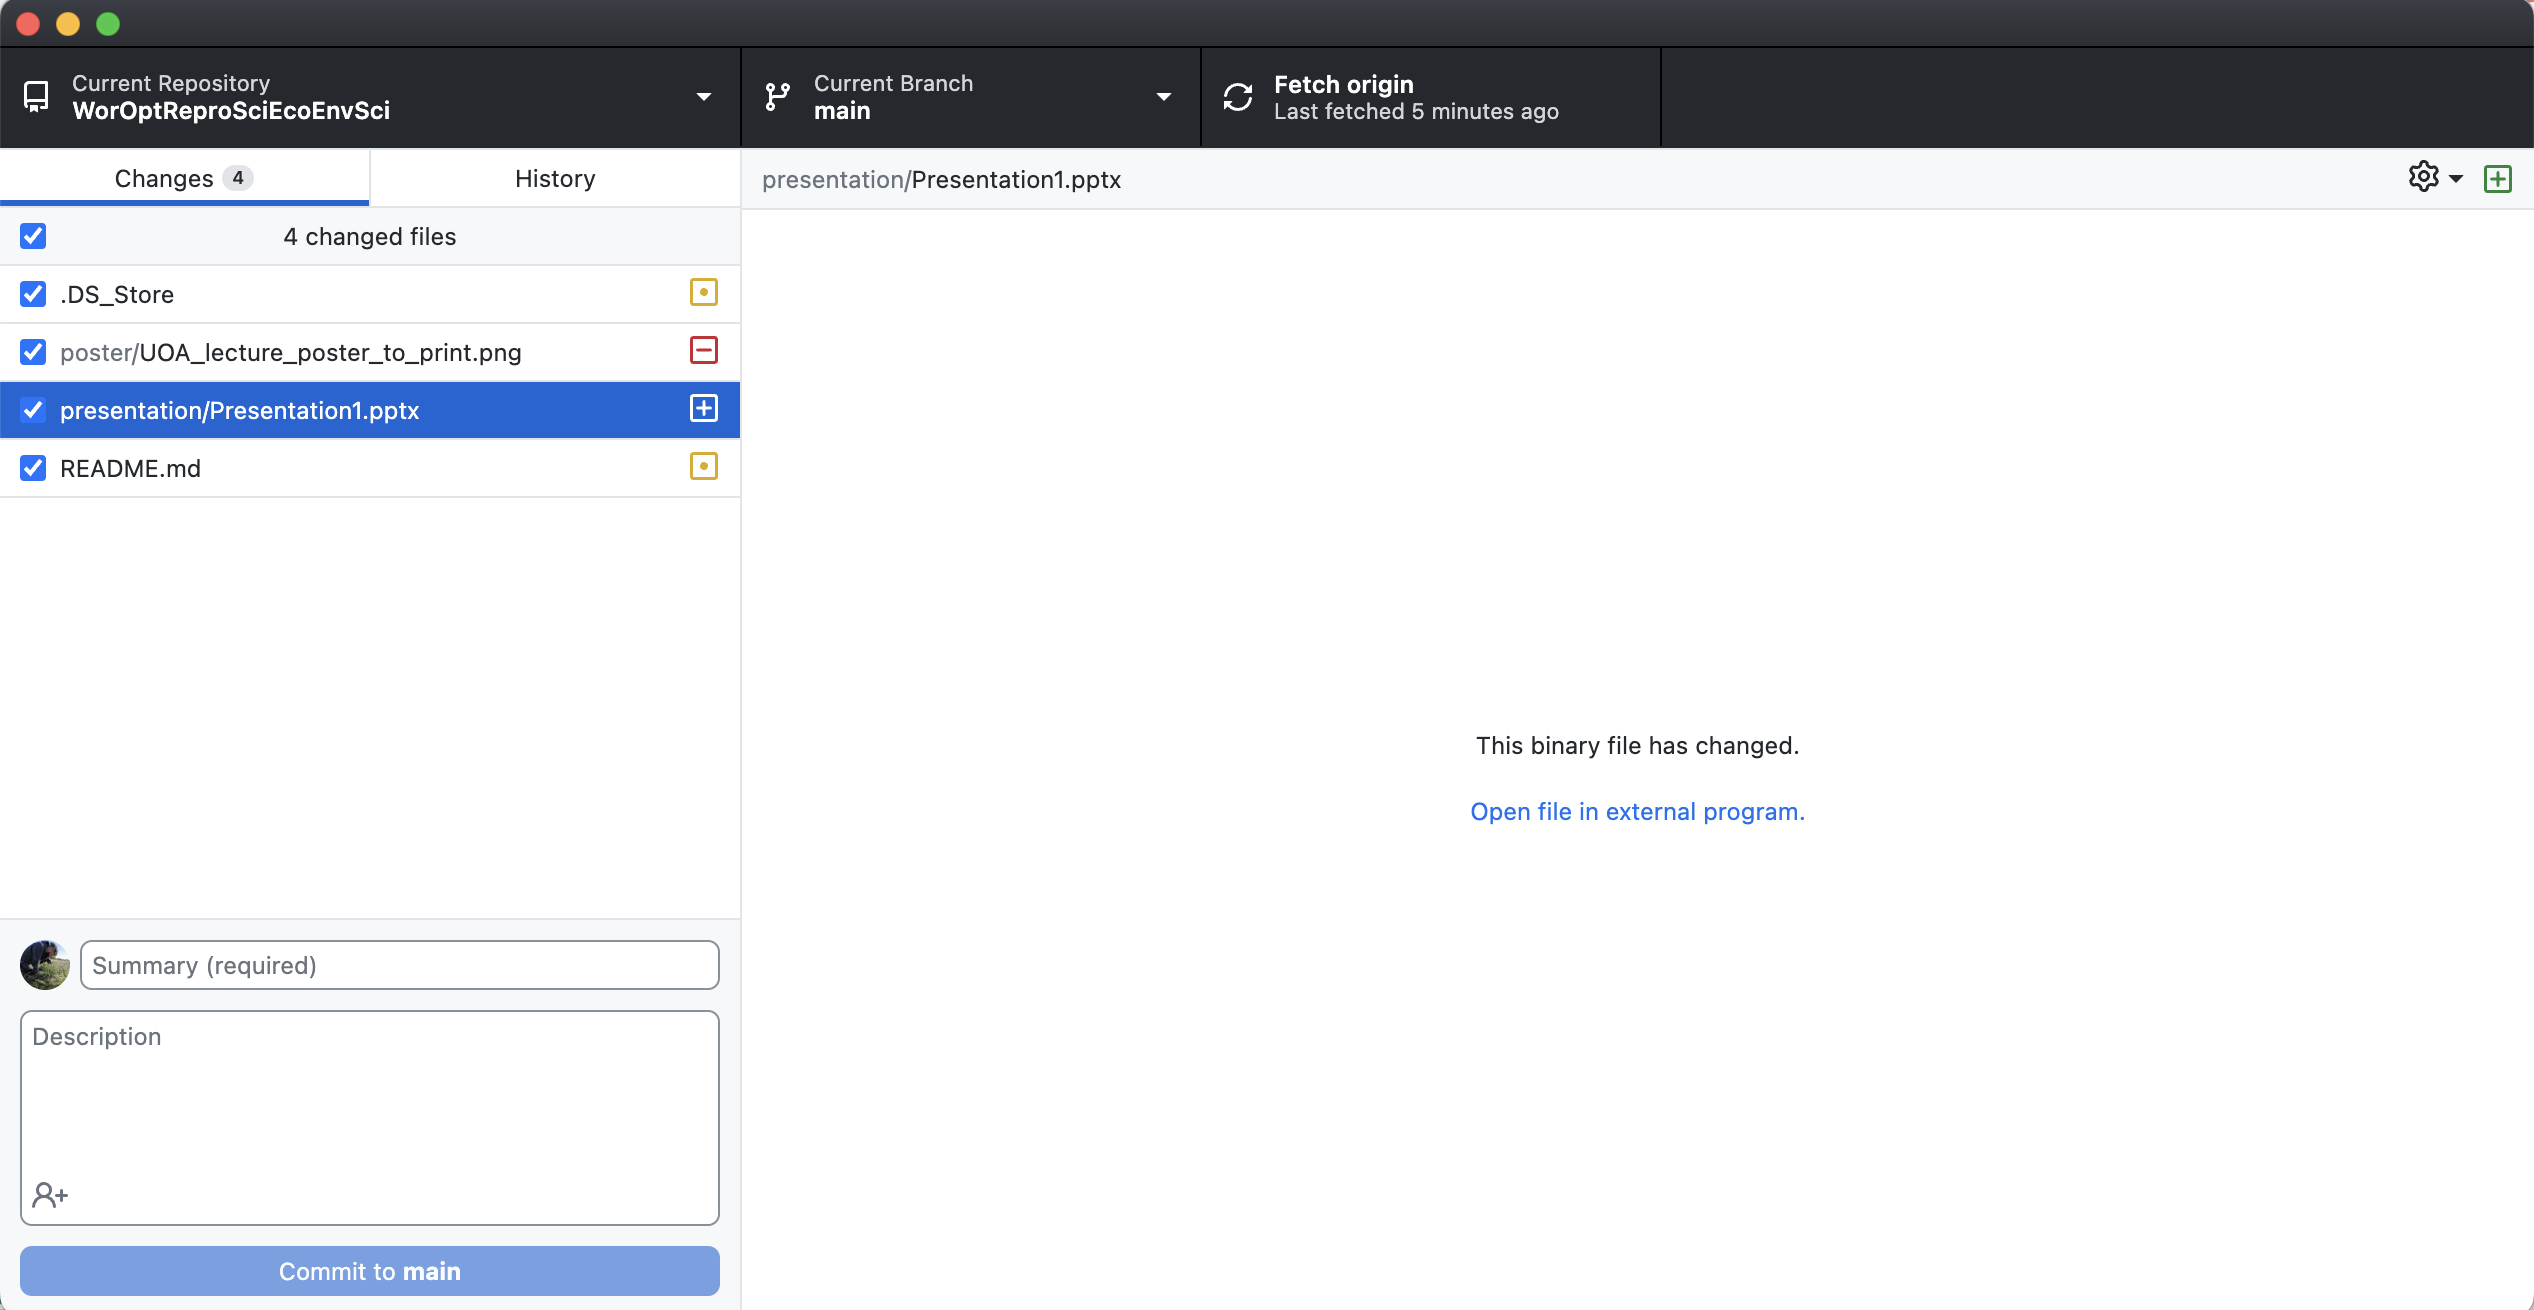 Current Repository
WorOptReproSciEcoEnvSci
Current Branch
main
Fetch origin
Last fetched 5 minutes ago
Changes 4
History
4 changed files
.DS_Store
poster/UOA_lecture_poster_to_print.png
presentation/Presentation1.pptx
README.md
Summary (required)
Description
Commit to main
presentation/Presentation1.pptx
This binary file has changed.
Open file in external program.